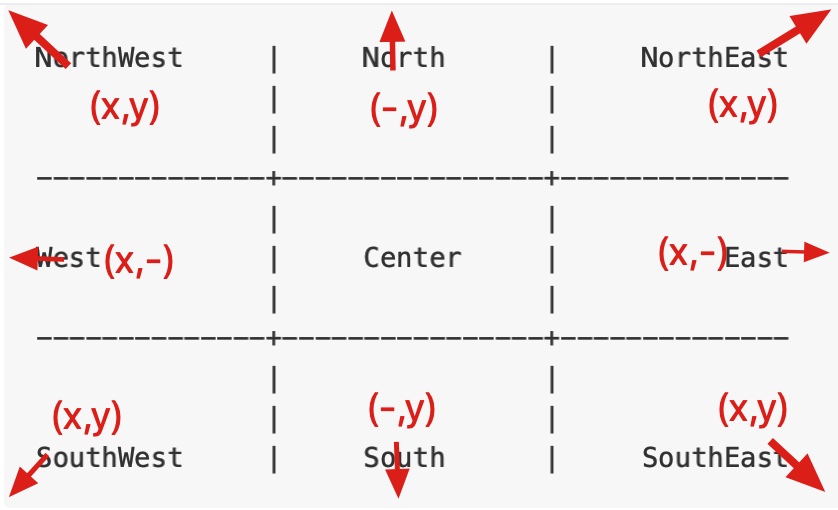 NorthWest | North | NorthEast
(x,y) | (-,y) | (x,y)
| |
--------------+----------------+--------------
| |
West (x,-) | Center | (x,-) East
| |
--------------+----------------+--------------
| |
(x,y) | (-,y) | (x,y)
SouthWest | South | SouthEast